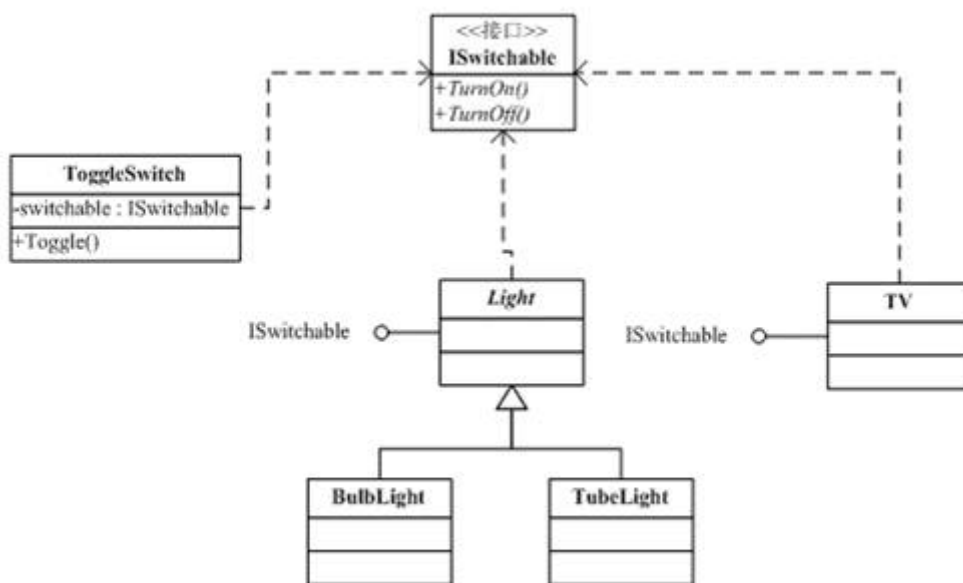 <<接口>>
ISwitchable
+TurnOn()
+TurnOff()
ToggleSwitch
-switchable : ISwitchable
+Toggle()
Light
ISwitchable
TV
ISwitchable
BulbLight
TubeLight